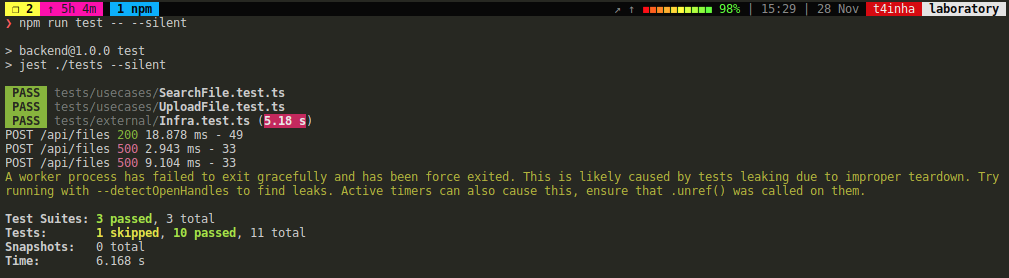 ❐ 2 ↑ 5h 4m 1 npm ↗ ↑ 98% | 15:29 | 28 Nov t4inha laboratory
❯ npm run test -- --silent
> backend@1.0.0 test
> jest ./tests --silent
PASS tests/usecases/SearchFile.test.ts
PASS tests/usecases/UploadFile.test.ts
PASS tests/external/Infra.test.ts (5.18 s)
POST /api/files 200 18.878 ms - 49
POST /api/files 500 2.943 ms - 33
POST /api/files 500 9.104 ms - 33
A worker process has failed to exit gracefully and has been force exited. This is likely caused by tests leaking due to improper teardown. Try
running with --detectOpenHandles to find leaks. Active timers can also cause this, ensure that .unref() was called on them.
Test Suites: 3 passed, 3 total
Tests: 1 skipped, 10 passed, 11 total
Snapshots: 0 total
Time: 6.168 s